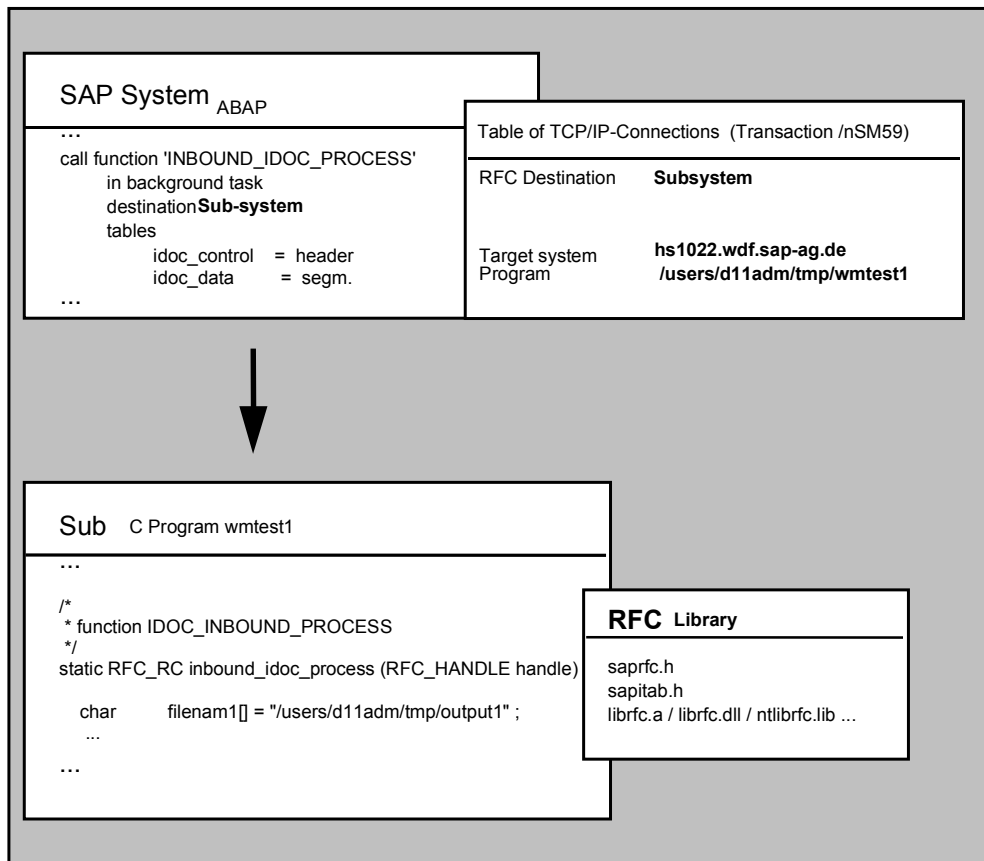 SAP System ABAP
...
call function 'INBOUND_IDOC_PROCESS'
in background task
destinationSub-system
tables
idoc_control = header
idoc_data = segm.
...
Table of TCP/IP-Connections (Transaction /nSM59)
RFC Destination Subsystem
Target system hs1022.wdf.sap-ag.de
Program /users/d11adm/tmp/wmtest1
Sub C Program wmtest1
...
/*
* function IDOC_INBOUND_PROCESS
*/
static RFC_RC inbound_idoc_process (RFC_HANDLE handle)
char filenam1[] = "/users/d11adm/tmp/output1" ;
...
...
RFC Library
saprfc.h
sapitab.h
librfc.a / librfc.dll / ntlibrfc.lib ...